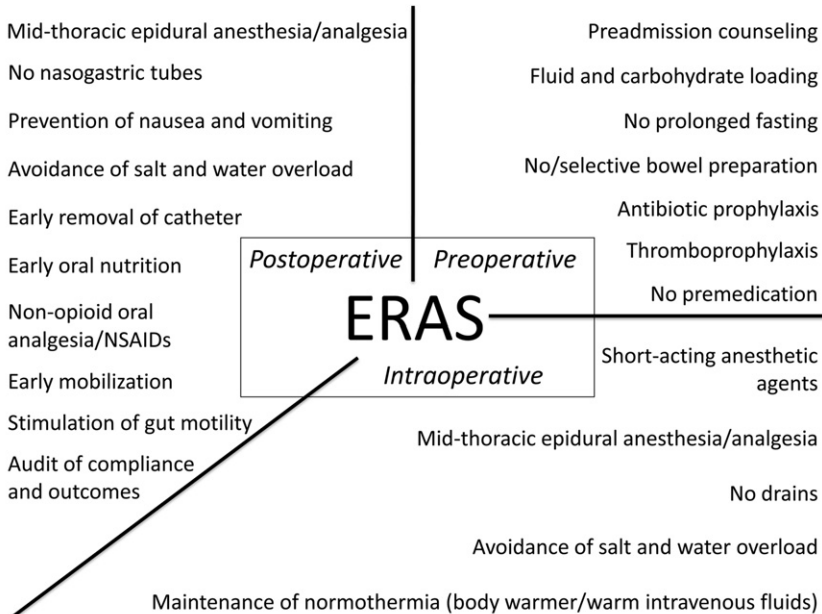 Mid-thoracic epidural anesthesia/analgesia
No nasogastric tubes
Prevention of nausea and vomiting
Avoidance of salt and water overload
Early removal of catheter
Early oral nutrition
Non-opioid oral
analgesia/NSAIDs
Early mobilization
Stimulation of gut motility
Audit of compliance
and outcomes
Preadmission counseling
Fluid and carbohydrate loading
No prolonged fasting
No/selective bowel preparation
Antibiotic prophylaxis
Thromboprophylaxis
No premedication
Postoperative
Preoperative
ERAS
Intraoperative
Short-acting anesthetic
agents
Mid-thoracic epidural anesthesia/analgesia
No drains
Avoidance of salt and water overload
Maintenance of normothermia (body warmer/warm intravenous fluids)